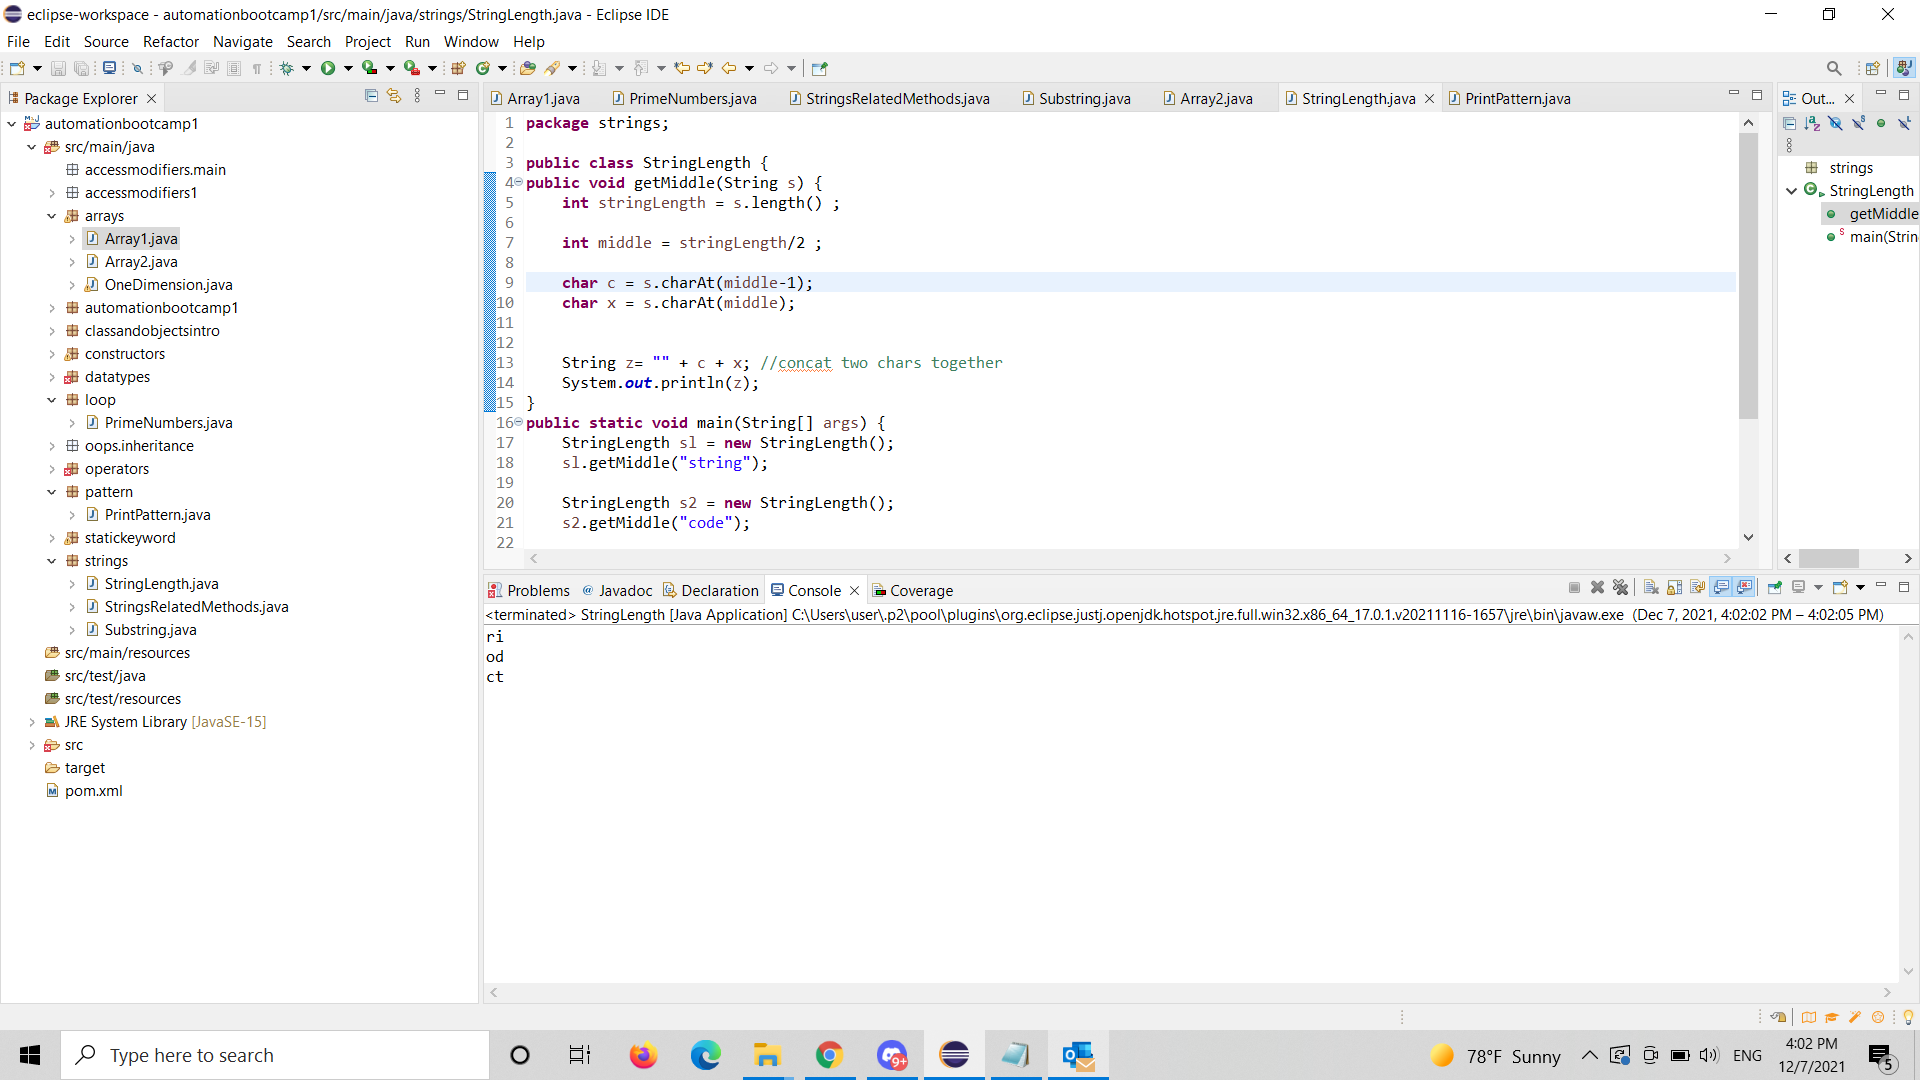 eclipse-workspace - automationbootcamp1/src/main/java/strings/StringLength.java - Eclipse IDE
File Edit Source Refactor Navigate Search Project Run Window Help
Package Explorer
automationbootcamp1
src/main/java
accessmodifiers.main
accessmodifiers1
arrays
Array1.java
Array2.java
OneDimension.java
automationbootcamp1
classandobjectsintro
constructors
datatypes
loop
PrimeNumbers.java
oops.inheritance
operators
pattern
PrintPattern.java
statickeyword
strings
StringLength.java
StringsRelatedMethods.java
Substring.java
src/main/resources
src/test/java
src/test/resources
JRE System Library [JavaSE-15]
src
target
pom.xml
Array1.java PrimeNumbers.java StringsRelatedMethods.java Substring.java Array2.java StringLength.java PrintPattern.java
1 package strings;
2
3 public class StringLength {
4 public void getMiddle(String s) {
5 int stringLength = s.length() ;
6
7 int middle = stringLength/2 ;
8
9 char c = s.charAt(middle-1);
10 char x = s.charAt(middle);
11
12
13 String z= "" + c + x; //concat two chars together
14 System.out.println(z);
15 }
16 public static void main(String[] args) {
17 StringLength sl = new StringLength();
18 sl.getMiddle("string");
19
20 StringLength s2 = new StringLength();
21 s2.getMiddle("code");
22
Out...
strings
StringLength
getMiddle
main(Strin
Problems Javadoc Declaration Console Coverage
<terminated> StringLength [Java Application] C:\Users\user\.p2\pool\plugins\org.eclipse.justj.openjdk.hotspot.jre.full.win32.x86_64_17.0.1.v20211116-1657\jre\bin\javaw.exe (Dec 7, 2021, 4:02:02 PM – 4:02:05 PM)
ri
od
ct
Type here to search
9+
78°F Sunny
ENG
4:02 PM
12/7/2021
5